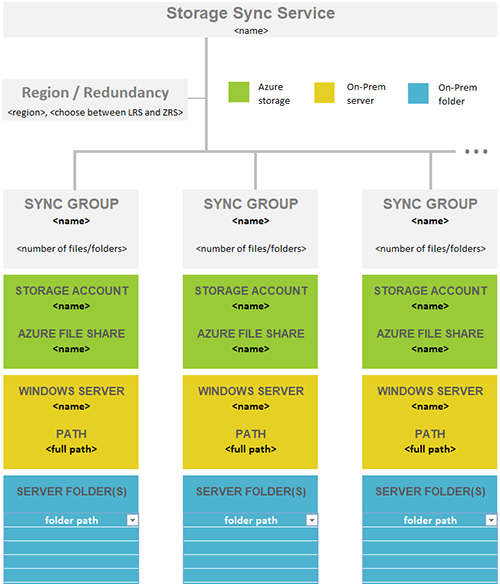 Storage Sync Service
<name>
Region / Redundancy
<region>, <choose between LRS and ZRS>
Azure
storage
On-Prem
server
On-Prem
folder
SYNC GROUP
<name>
<number of files/folders>
STORAGE ACCOUNT
<name>
AZURE FILE SHARE
<name>
WINDOWS SERVER
<name>
PATH
<full path>
SERVER FOLDER(S)
folder path
SYNC GROUP
<name>
<number of files/folders>
STORAGE ACCOUNT
<name>
AZURE FILE SHARE
<name>
WINDOWS SERVER
<name>
PATH
<full path>
SERVER FOLDER(S)
folder path
SYNC GROUP
<name>
<number of files/folders>
STORAGE ACCOUNT
<name>
AZURE FILE SHARE
<name>
WINDOWS SERVER
<name>
PATH
<full path>
SERVER FOLDER(S)
folder path